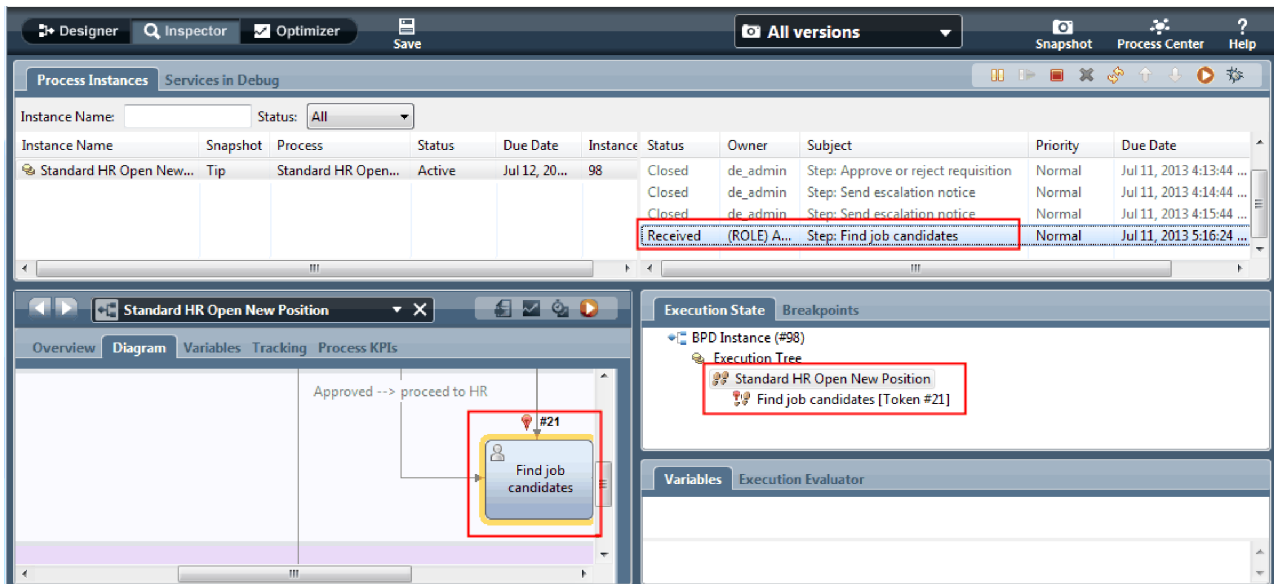 Designer Inspector Optimizer Save All versions Snapshot Process Center ? Help
Process Instances Services in Debug
Instance Name: Status: All
Instance Name Snapshot Process Status Due Date Instance Status Owner Subject Priority Due Date
Standard HR Open New... Tip Standard HR Open... Active Jul 12, 20... 98 Closed de_admin Step: Approve or reject requisition Normal Jul 11, 2013 4:13:44 ...
Closed de_admin Step: Send escalation notice Normal Jul 11, 2013 4:14:44 ...
Closed de_admin Step: Send escalation notice Normal Jul 11, 2013 4:15:44 ...
Received (ROLE) A... Step: Find job candidates Normal Jul 11, 2013 5:16:24 ...
Standard HR Open New Position
Overview Diagram Variables Tracking Process KPIs
Approved --> proceed to HR
#21
Find job
candidates
Execution State Breakpoints
BPD Instance (#98)
Execution Tree
Standard HR Open New Position
Find job candidates [Token #21]
Variables Execution Evaluator